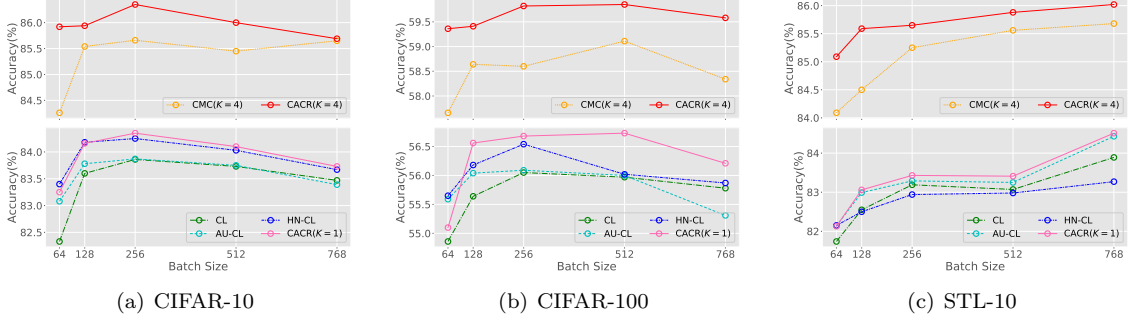 Accuracy(%)
86.0
85.5
85.0
84.5
CMC(K = 4)
CACR(K = 4)
Accuracy(%)
84.0
83.5
83.0
82.5
CL
AU-CL
HN-CL
CACR(K = 1)
64 128 256 512 768
Batch Size
(a) CIFAR-10
Accuracy(%)
59.5
59.0
58.5
58.0
CMC(K = 4)
CACR(K = 4)
Accuracy(%)
56.5
56.0
55.5
55.0
CL
AU-CL
HN-CL
CACR(K = 1)
64 128 256 512 768
Batch Size
(b) CIFAR-100
Accuracy(%)
86.0
85.5
85.0
84.5
84.0
CMC(K = 4)
CACR(K = 4)
Accuracy(%)
84
83
82
CL
AU-CL
HN-CL
CACR(K = 1)
64 128 256 512 768
Batch Size
(c) STL-10